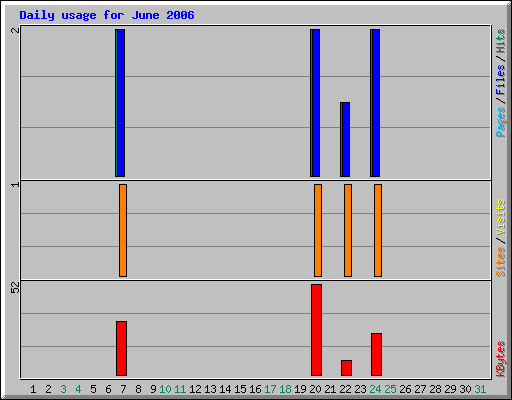 Daily usage for June 2006
2
Pages / Files / Hits
1
Sites / Visits
52
KBytes
1 2 3 4 5 6 7 8 9 10 11 12 13 14 15 16 17 18 19 20 21 22 23 24 25 26 27 28 29 30 31